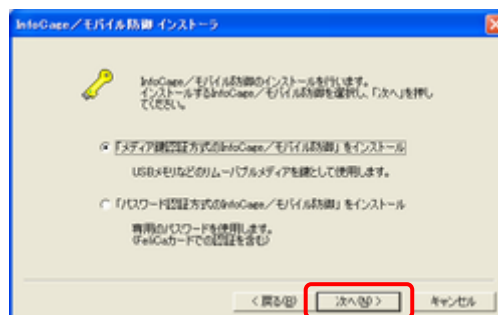 InfoCage／モバイル防御 インストーラ
InfoCage／モバイル防御のインストールを行います。
インストールするInfoCage／モバイル防御を選択し、「次へ」を押し
てください。
「メディア鍵認証方式のInfoCage／モバイル防御」をインストール
USBメモリなどのリムーバブルメディアを鍵として使用します。
「パスワード認証方式のInfoCage／モバイル防御」をインストール
専用のパスワードを使用します。
(FeliCaカードでの認証を含む)
< 戻る(B)
次へ(N) >
キャンセル